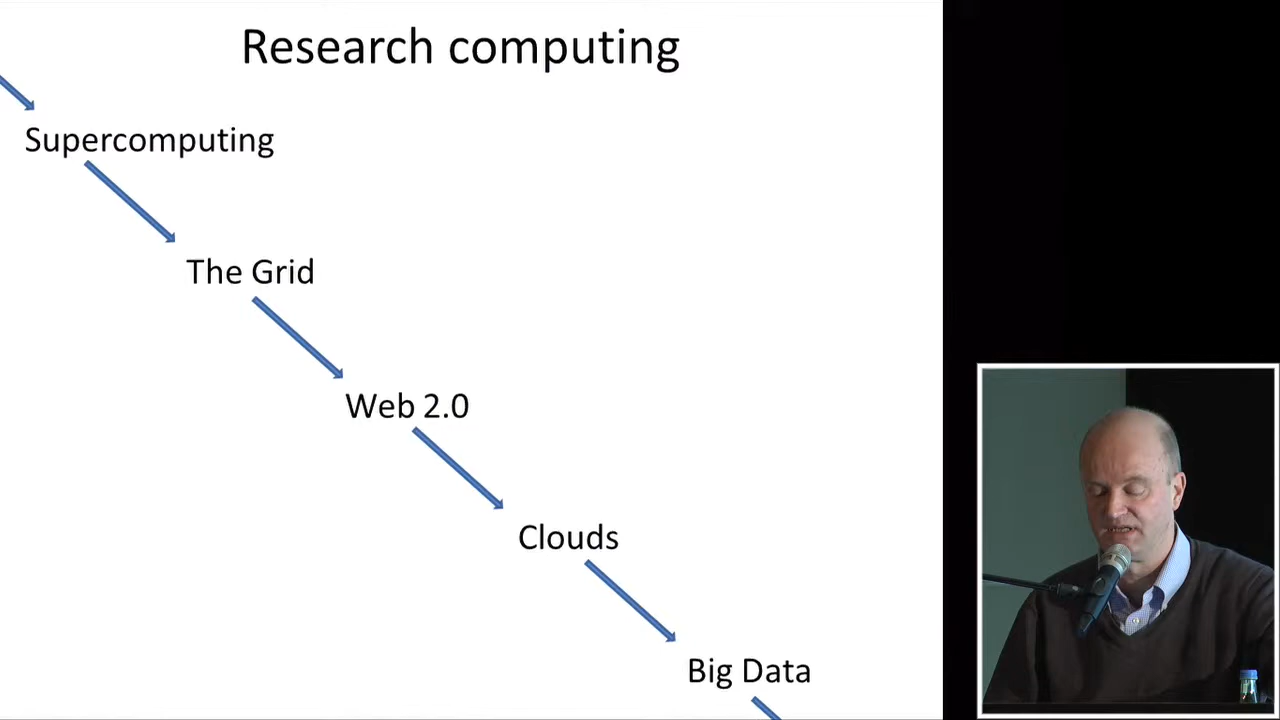 Research computing
Supercomputing
The Grid
Web 2.0
Clouds
Big Data